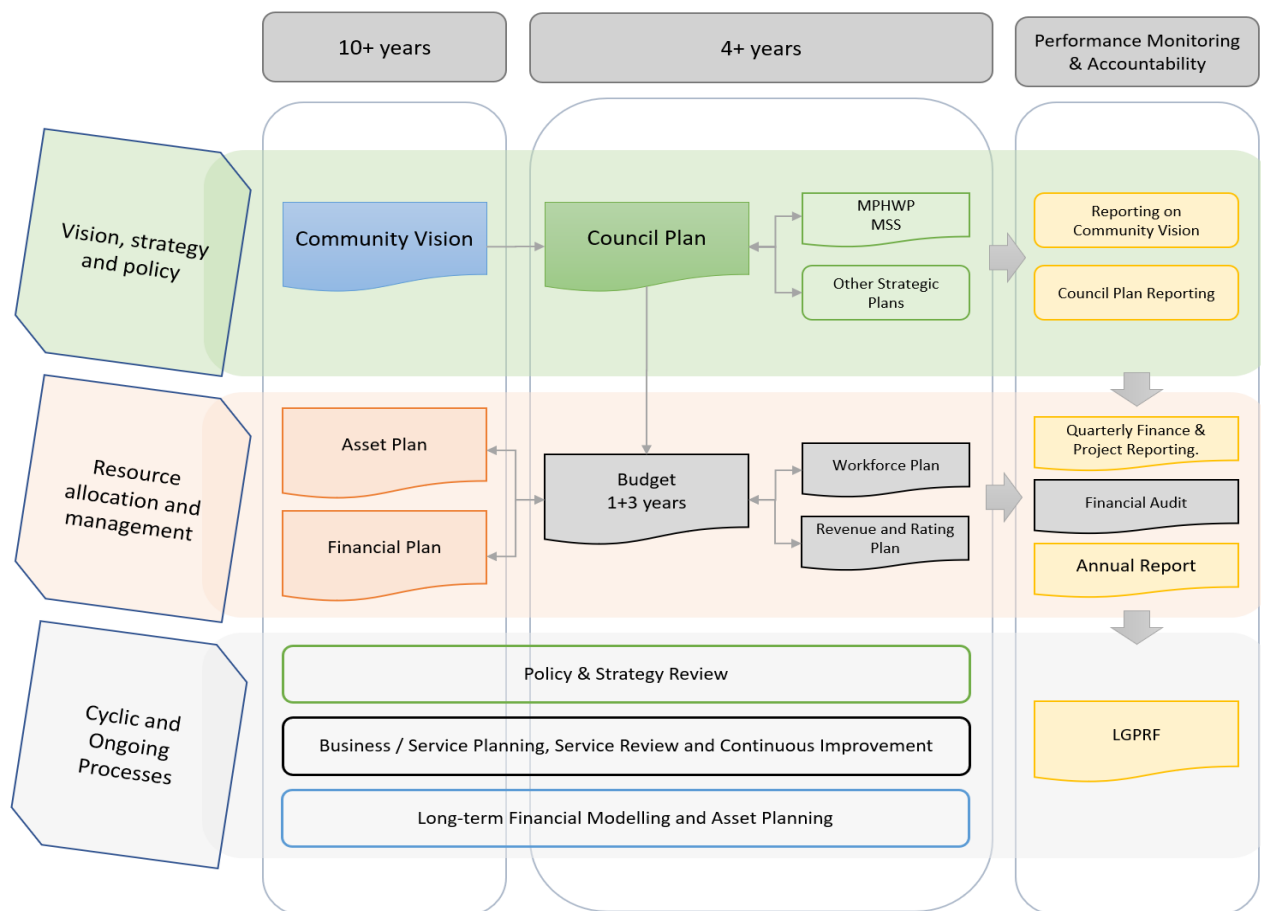 10+ years
4+ years
Performance Monitoring
& Accountability
Vision, strategy
and policy
Community Vision
Council Plan
MPHWP
MSS
Other Strategic
Plans
Reporting on
Community Vision
Council Plan Reporting
Resource
allocation and
management
Asset Plan
Financial Plan
Budget
1+3 years
Workforce Plan
Revenue and Rating
Plan
Quarterly Finance &
Project Reporting.
Financial Audit
Annual Report
Cyclic and
Ongoing
Processes
Policy & Strategy Review
Business / Service Planning, Service Review and Continuous Improvement
Long-term Financial Modelling and Asset Planning
LGPRF